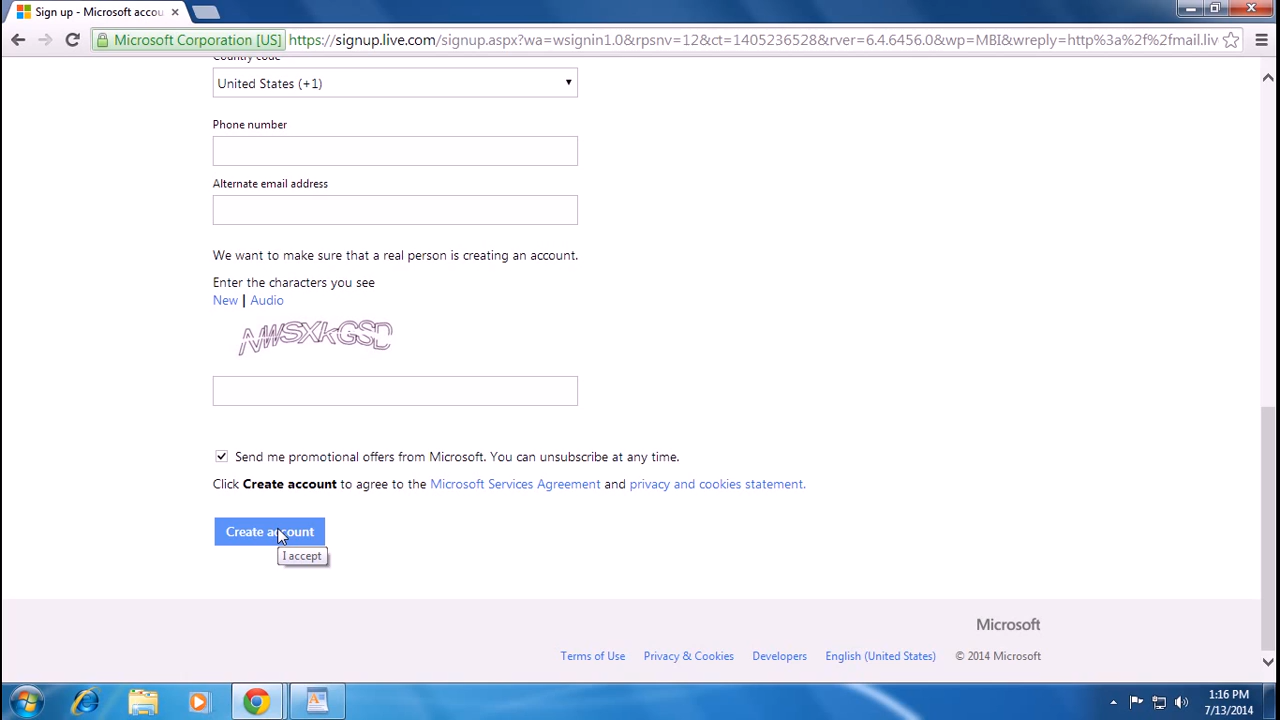 Sign up - Microsoft accou
Microsoft Corporation [US] https://signup.live.com/signup.aspx?wa=wsignin1.0&rpsnv=12&ct=1405236528&rver=6.4.6456.0&wp=MBI&wreply=http%3a%2f%2fmail.liv
Country code
United States (+1)
Phone number
Alternate email address
We want to make sure that a real person is creating an account.
Enter the characters you see
New | Audio
NWSXKGSD
Send me promotional offers from Microsoft. You can unsubscribe at any time.
Click Create account to agree to the Microsoft Services Agreement and privacy and cookies statement.
Create account
I accept
Microsoft
Terms of Use Privacy & Cookies Developers English (United States) © 2014 Microsoft
1:16 PM
7/13/2014